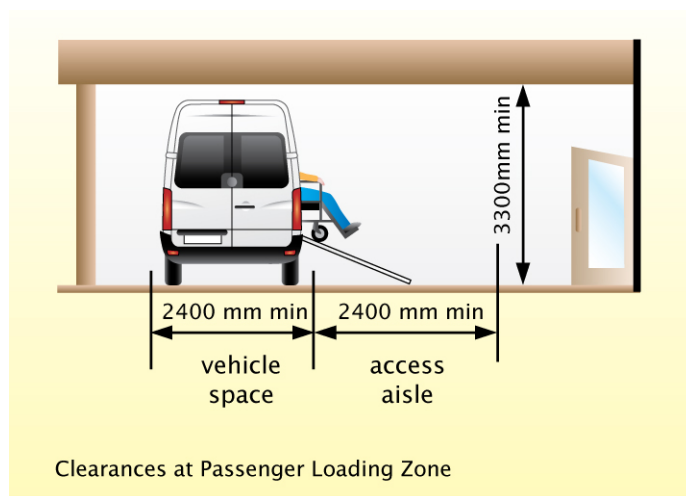 3300mm min
2400 mm min
2400 mm min
vehicle
space
access
aisle
Clearances at Passenger Loading Zone